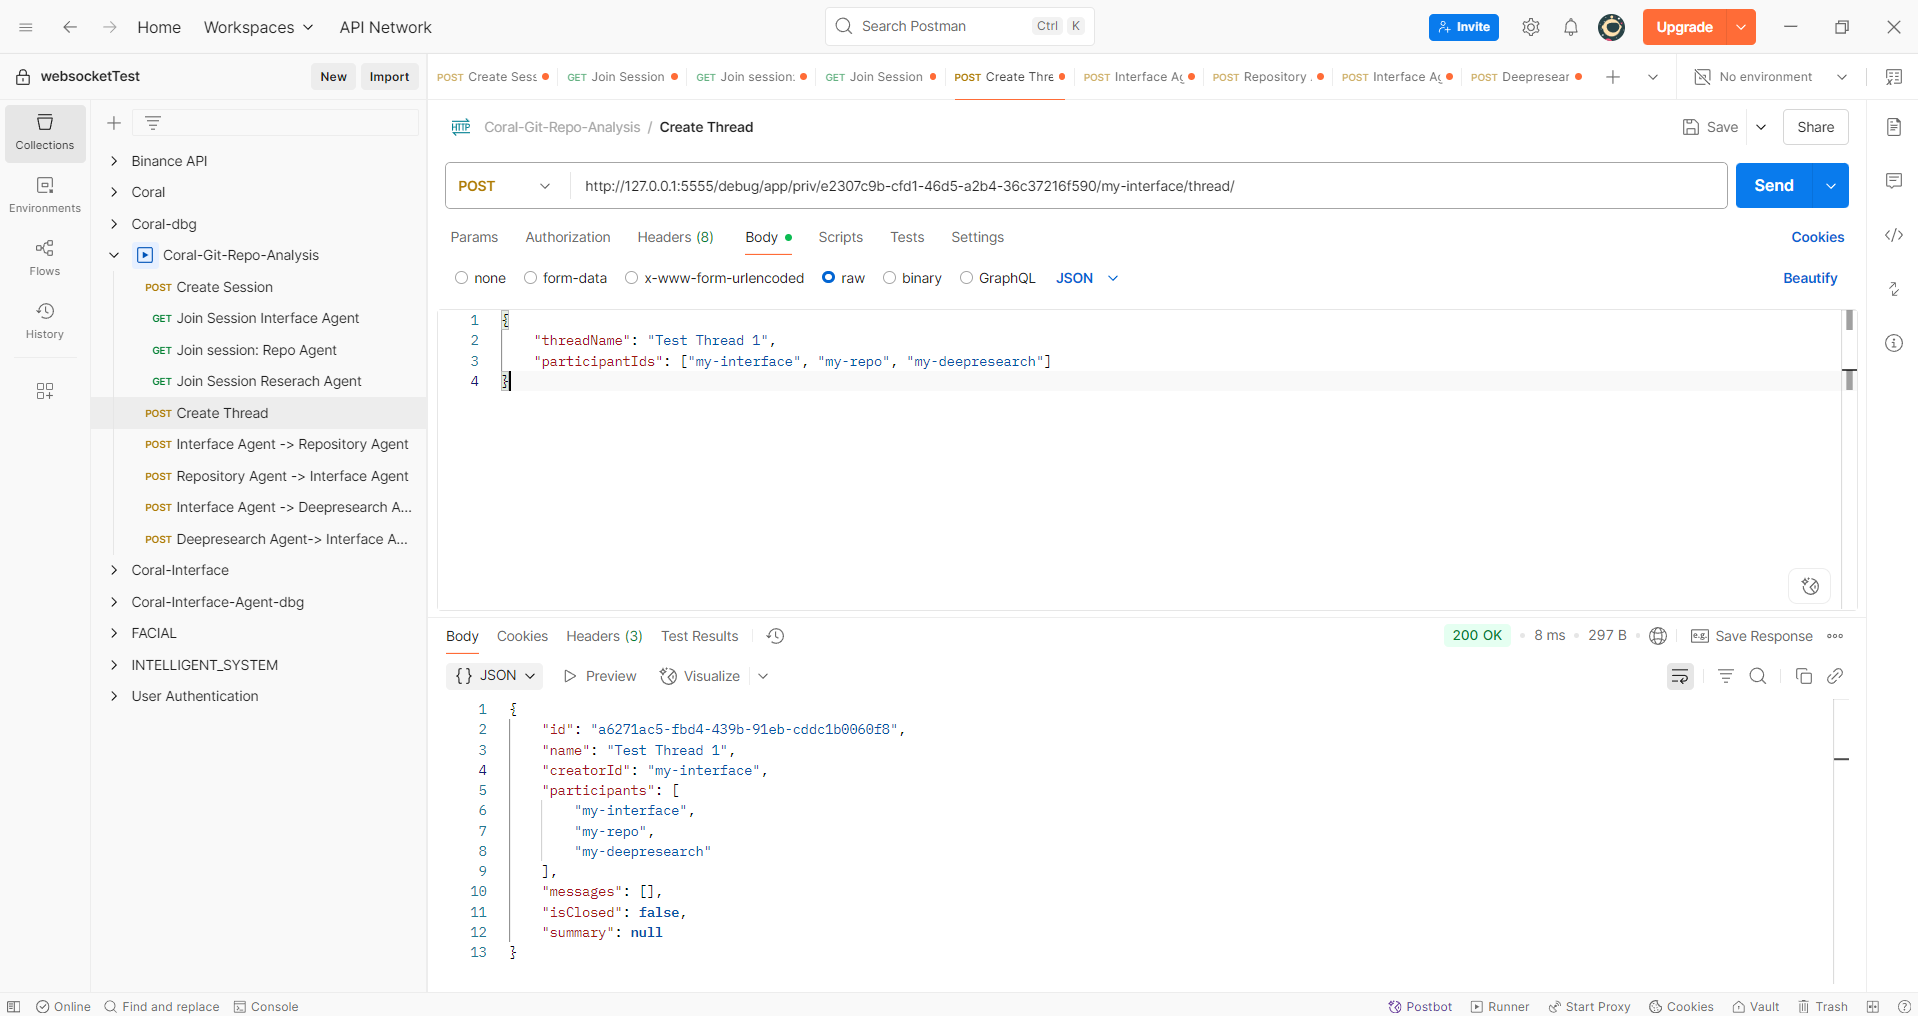 Home Workspaces API Network Search Postman Ctrl K Invite Upgrade
websocketTest New Import
POST Create Sess GET Join Session GET Join session: GET Join Session POST Create Thre POST Interface Ag POST Repository . POST Interface Ag POST Deepresear No environment
Collections
Environments
Flows
History
Binance API
Coral
Coral-dbg
Coral-Git-Repo-Analysis
POST Create Session
GET Join Session Interface Agent
GET Join session: Repo Agent
GET Join Session Reserach Agent
POST Create Thread
POST Interface Agent -> Repository Agent
POST Repository Agent -> Interface Agent
POST Interface Agent -> Deepresearch A...
POST Deepresearch Agent-> Interface A...
Coral-Interface
Coral-Interface-Agent-dbg
FACIAL
INTELLIGENT_SYSTEM
User Authentication
HTTP Coral-Git-Repo-Analysis / Create Thread Save Share
POST http://127.0.0.1:5555/debug/app/priv/e2307c9b-cfd1-46d5-a2b4-36c37216f590/my-interface/thread/ Send
Params Authorization Headers (8) Body Scripts Tests Settings Cookies
none form-data x-www-form-urlencoded raw binary GraphQL JSON Beautify
1 {
2 "threadName": "Test Thread 1",
3 "participantIds": ["my-interface", "my-repo", "my-deepresearch"]
4 }
Body Cookies Headers (3) Test Results 200 OK 8 ms 297 B e.g. Save Response
{} JSON Preview Visualize
1 {
2 "id": "a6271ac5-fbd4-439b-91eb-cddc1b0060f8",
3 "name": "Test Thread 1",
4 "creatorId": "my-interface",
5 "participants": [
6 "my-interface",
7 "my-repo",
8 "my-deepresearch"
9 ],
10 "messages": [],
11 "isClosed": false,
12 "summary": null
13 }
Online Find and replace Console Postbot Runner Start Proxy Cookies Vault Trash